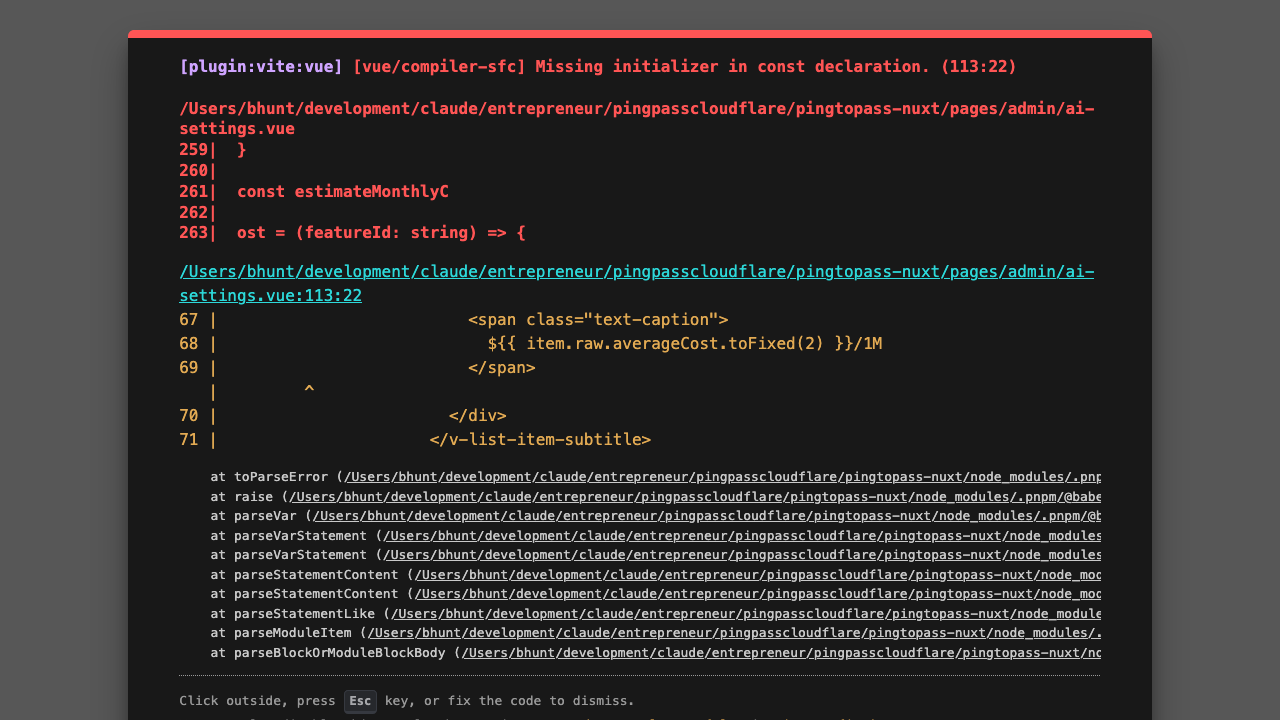 [plugin:vite:vue] [vue/compiler-sfc] Missing initializer in const declaration. (113:22)
/Users/bhunt/development/claude/entrepreneur/pingpasscloudflare/pingtopass-nuxt/pages/admin/ai-
settings.vue
259|  }
260|
261|  const estimateMonthlyC
262|
263|  ost = (featureId: string) => {
/Users/bhunt/development/claude/entrepreneur/pingpasscloudflare/pingtopass-nuxt/pages/admin/ai-
settings.vue:113:22
67 |                          <span class="text-caption">
68 |                            ${{ item.raw.averageCost.toFixed(2) }}/1M
69 |                          </span>
   |         ^
70 |                        </div>
71 |                      </v-list-item-subtitle>
at toParseError (/Users/bhunt/development/claude/entrepreneur/pingpasscloudflare/pingtopass-nuxt/node_modules/.pnp
at raise (/Users/bhunt/development/claude/entrepreneur/pingpasscloudflare/pingtopass-nuxt/node_modules/.pnpm/@babe
at parseVar (/Users/bhunt/development/claude/entrepreneur/pingpasscloudflare/pingtopass-nuxt/node_modules/.pnpm/@b
at parseVarStatement (/Users/bhunt/development/claude/entrepreneur/pingpasscloudflare/pingtopass-nuxt/node_modules
at parseVarStatement (/Users/bhunt/development/claude/entrepreneur/pingpasscloudflare/pingtopass-nuxt/node_modules
at parseStatementContent (/Users/bhunt/development/claude/entrepreneur/pingpasscloudflare/pingtopass-nuxt/node_mod
at parseStatementContent (/Users/bhunt/development/claude/entrepreneur/pingpasscloudflare/pingtopass-nuxt/node_mod
at parseStatementLike (/Users/bhunt/development/claude/entrepreneur/pingpasscloudflare/pingtopass-nuxt/node_module
at parseModuleItem (/Users/bhunt/development/claude/entrepreneur/pingpasscloudflare/pingtopass-nuxt/node_modules/.
at parseBlockOrModuleBlockBody (/Users/bhunt/development/claude/entrepreneur/pingpasscloudflare/pingtopass-nuxt/no
Click outside, press Esc key, or fix the code to dismiss.